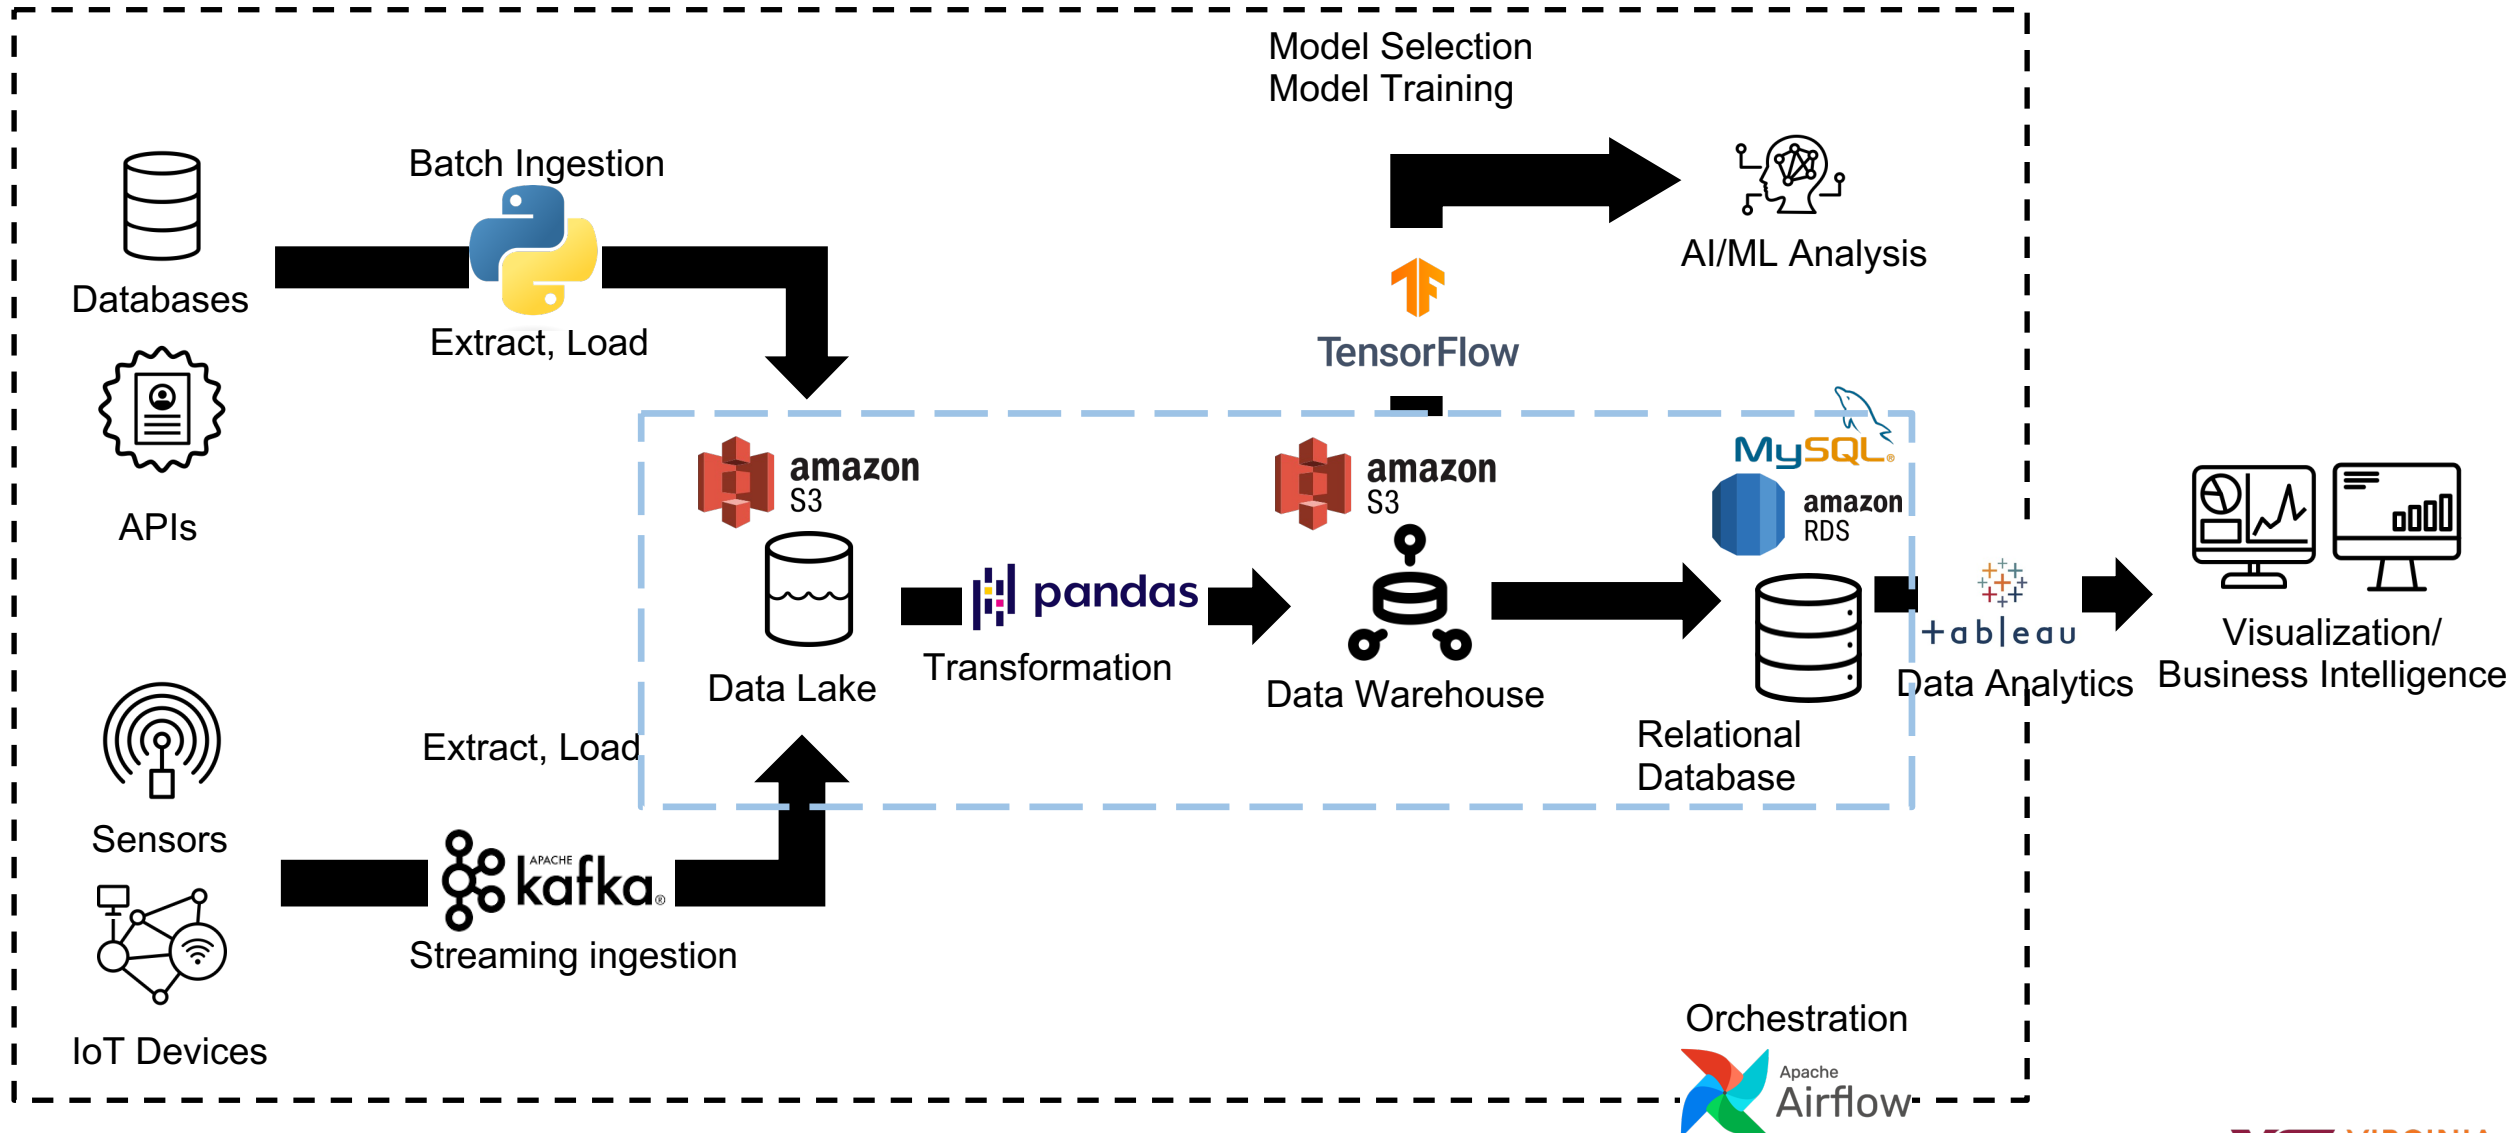 Model Selection
Model Training
Batch Ingestion
Databases
Extract, Load
AI/ML Analysis
TensorFlow
APIs
amazon
S3
Data Lake
pandas
Transformation
amazon
S3
Data Warehouse
MySQL®
amazon
RDS
Relational
Database
+ableau
Data Analytics
Visualization/
Business Intelligence
Sensors
Extract, Load
APACHE
kafka®
Streaming ingestion
IoT Devices
Orchestration
Apache
Airflow